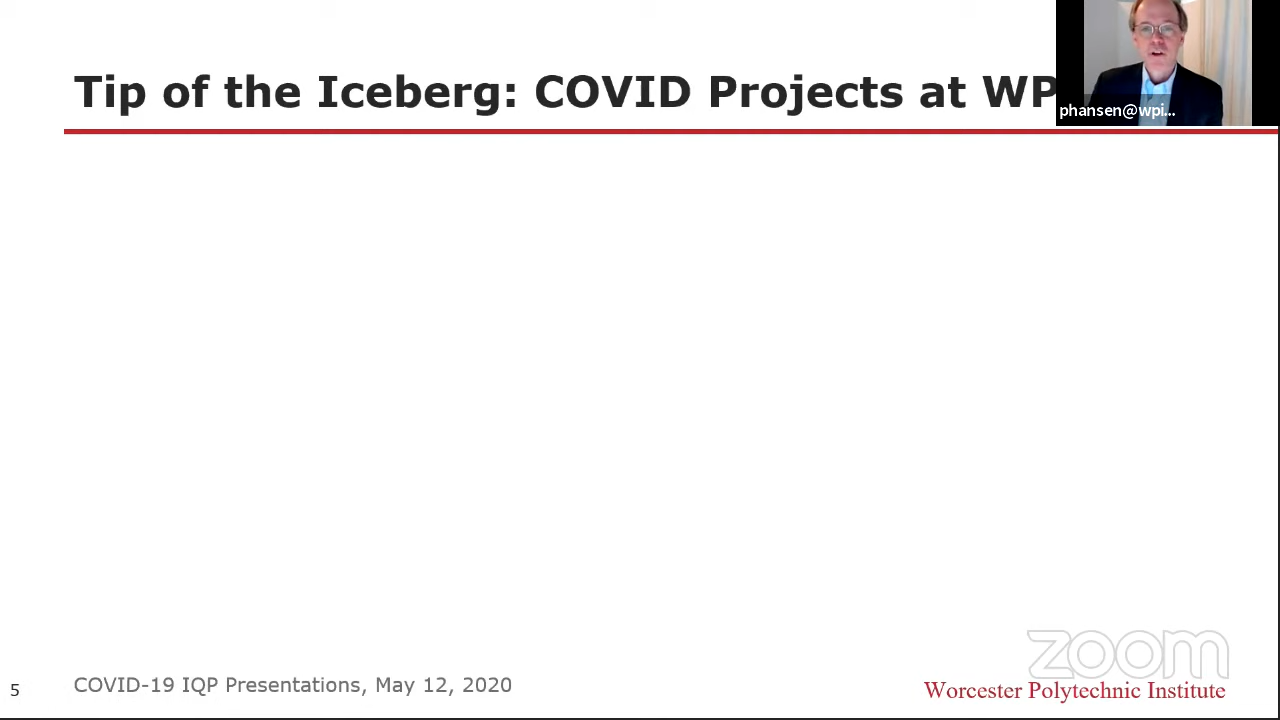 Tip of the Iceberg: COVID Projects at WP
phansen@wpi...
zoom
5
COVID-19 IQP Presentations, May 12, 2020
Worcester Polytechnic Institute